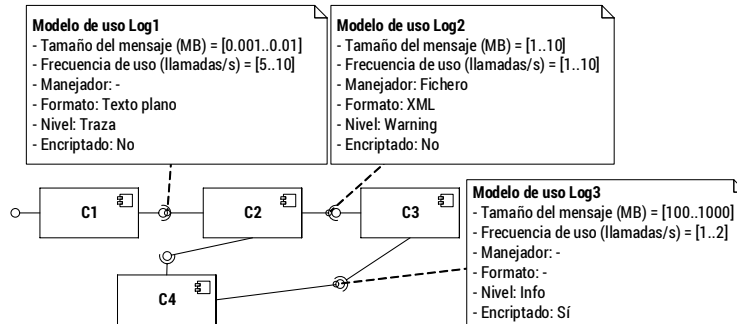 Modelo de uso Log1
- Tamaño del mensaje (MB) = [0.001..0.01]
- Frecuencia de uso (llamadas/s) = [5..10]
- Manejador: -
- Formato: Texto plano
- Nivel: Traza
- Encriptado: No
Modelo de uso Log2
- Tamaño del mensaje (MB) = [1..10]
- Frecuencia de uso (llamadas/s) = [1..10]
- Manejador: Fichero
- Formato: XML
- Nivel: Warning
- Encriptado: No
C1
C2
C3
Modelo de uso Log3
- Tamaño del mensaje (MB) = [100..1000]
- Frecuencia de uso (llamadas/s) = [1..2]
- Manejador: -
- Formato: -
- Nivel: Info
- Encriptado: Sí
C4